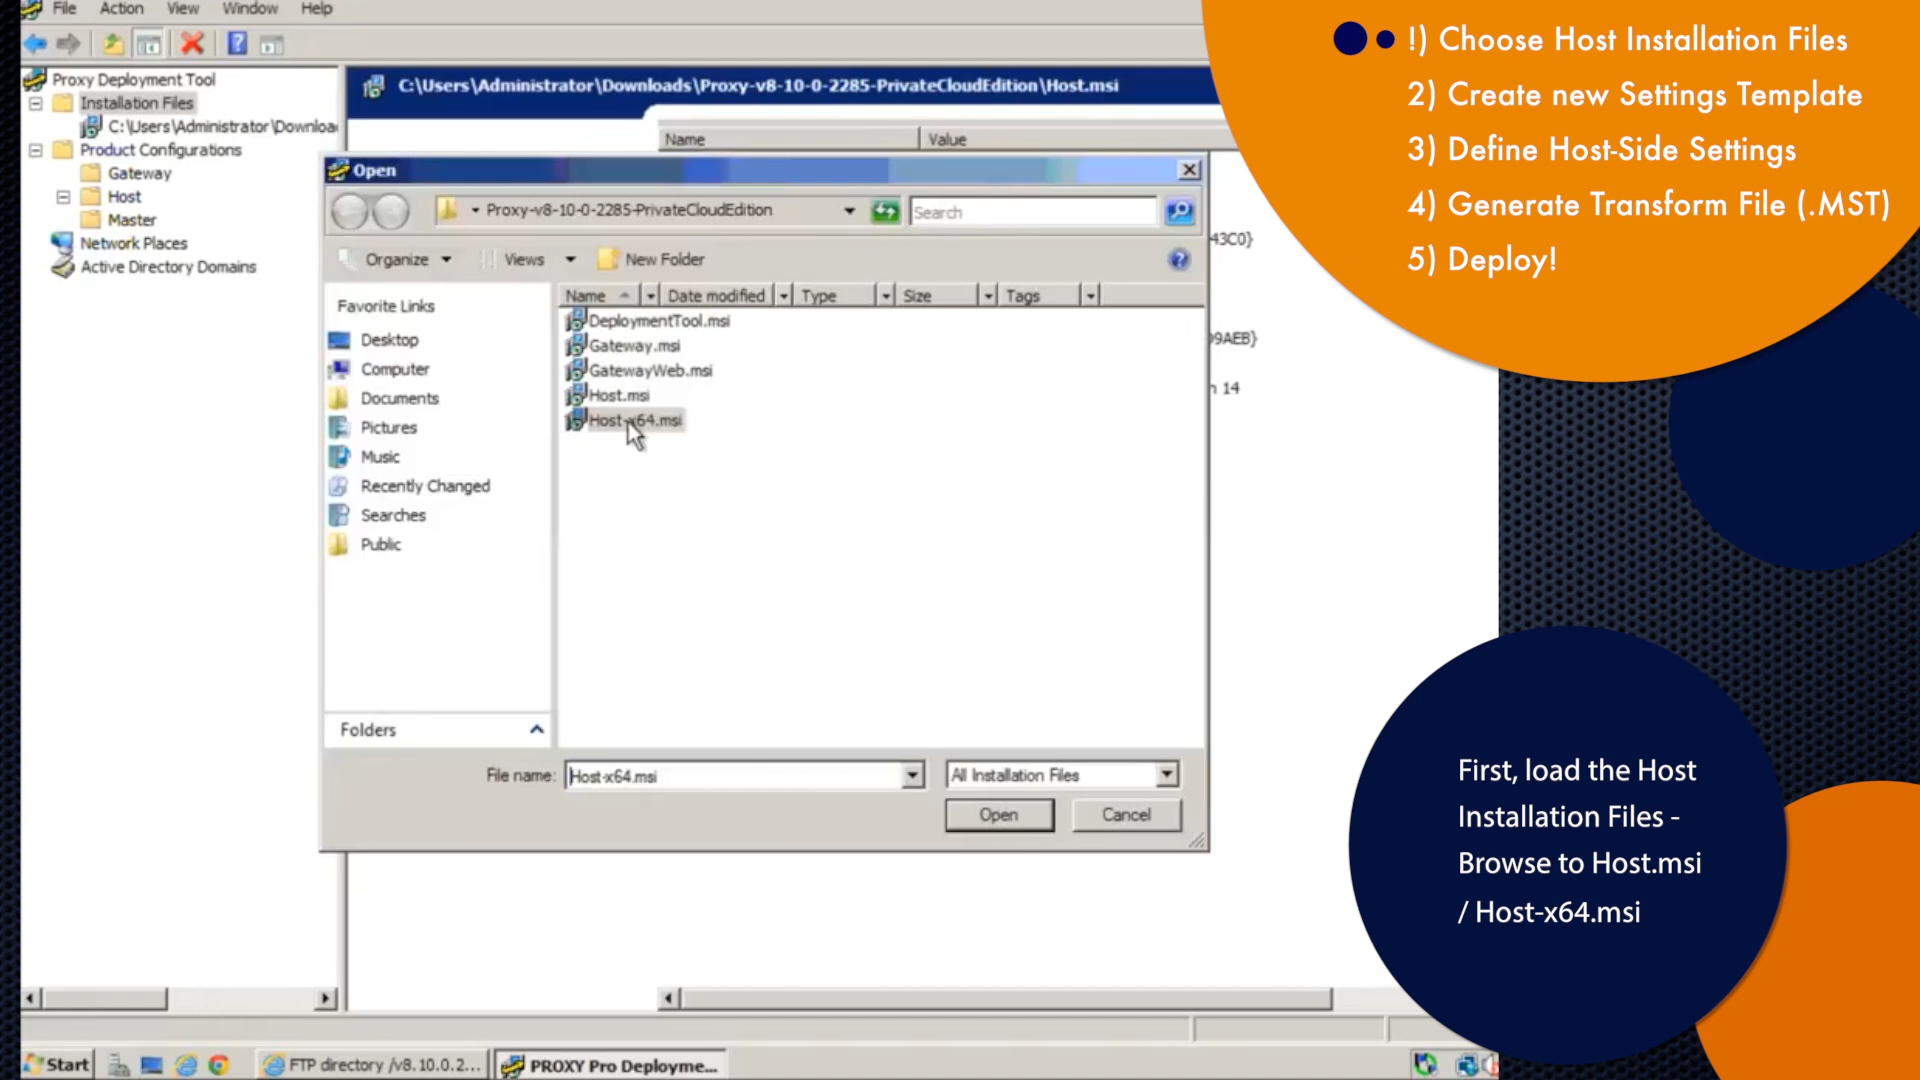 File Action View Window Help
Proxy Deployment Tool
Installation Files
C:\Users\Administrator\Downloa
Product Configurations
Gateway
Host
Master
Network Places
Active Directory Domains
C:\Users\Administrator\Downloads\Proxy-v8-10-0-2285-PrivateCloudEdition\Host.msi
Name Value
43C0}
09AEB}
n 14
Open
Proxy-v8-10-0-2285-PrivateCloudEdition
Search
Organize Views New Folder
Favorite Links
Desktop
Computer
Documents
Pictures
Music
Recently Changed
Searches
Public
Folders
Name Date modified Type Size Tags
DeploymentTool.msi
Gateway.msi
GatewayWeb.msi
Host.msi
Host-x64.msi
File name: Host-x64.msi
All Installation Files
Open Cancel
!) Choose Host Installation Files
2) Create new Settings Template
3) Define Host-Side Settings
4) Generate Transform File (.MST)
5) Deploy!
First, load the Host
Installation Files -
Browse to Host.msi
/ Host-x64.msi
Start
FTP directory /v8.10.0.2...
PROXY Pro Deployme...